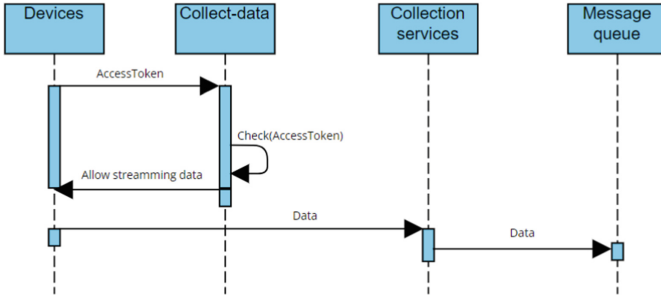 Devices
Collect-data
Collection
services
Message
queue
AccessToken
Check(AccessToken)
Allow streamming data
Data
Data